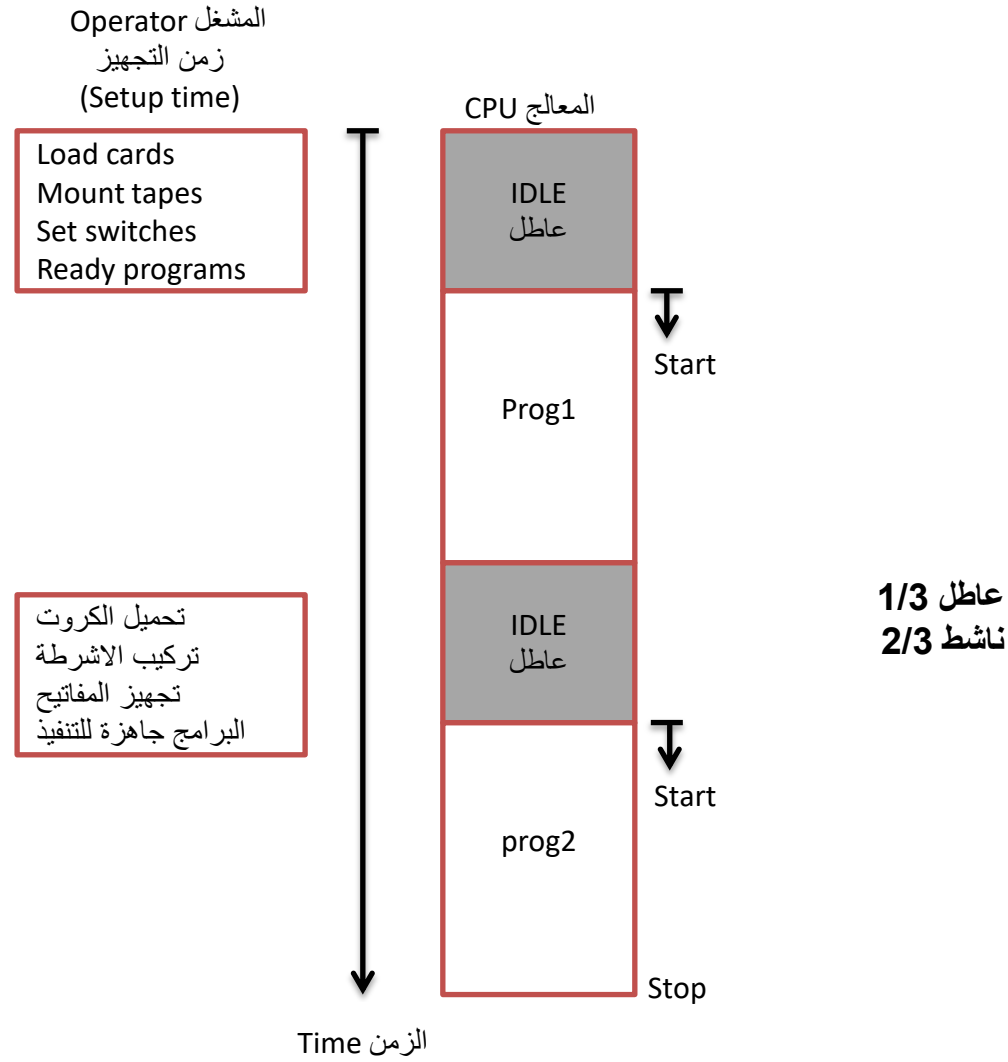 المشغل Operator
زمن التجهيز
(Setup time)
المعالج CPU
Load cards
Mount tapes
Set switches
Ready programs
IDLE
عاطل
Start
Prog1
تحميل الكروت
تركيب الاشرطة
تجهيز المفاتيح
البرامج جاهزة للتنفيذ
IDLE
عاطل
عاطل 1/3
ناشط 2/3
Start
prog2
Stop
الزمن Time